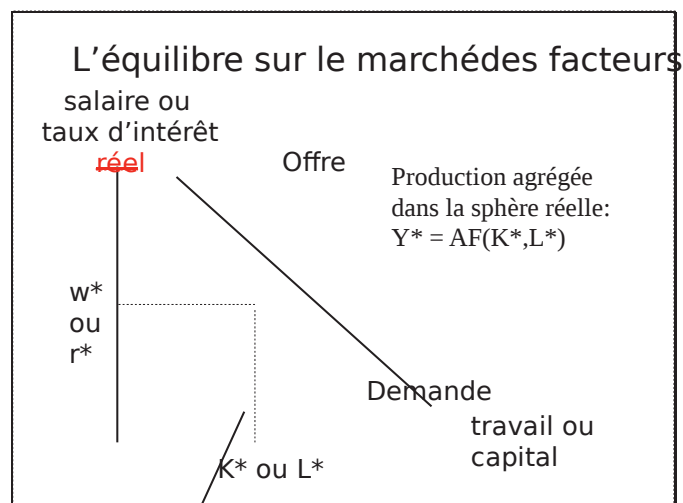 L’équilibre sur le marchédes facteurs
salaire ou
taux d’intérêt
réel
Offre
Production agrégée
dans la sphère réelle:
Y* = AF(K*,L*)
w*
ou
r*
Demande
travail ou
capital
K* ou L*